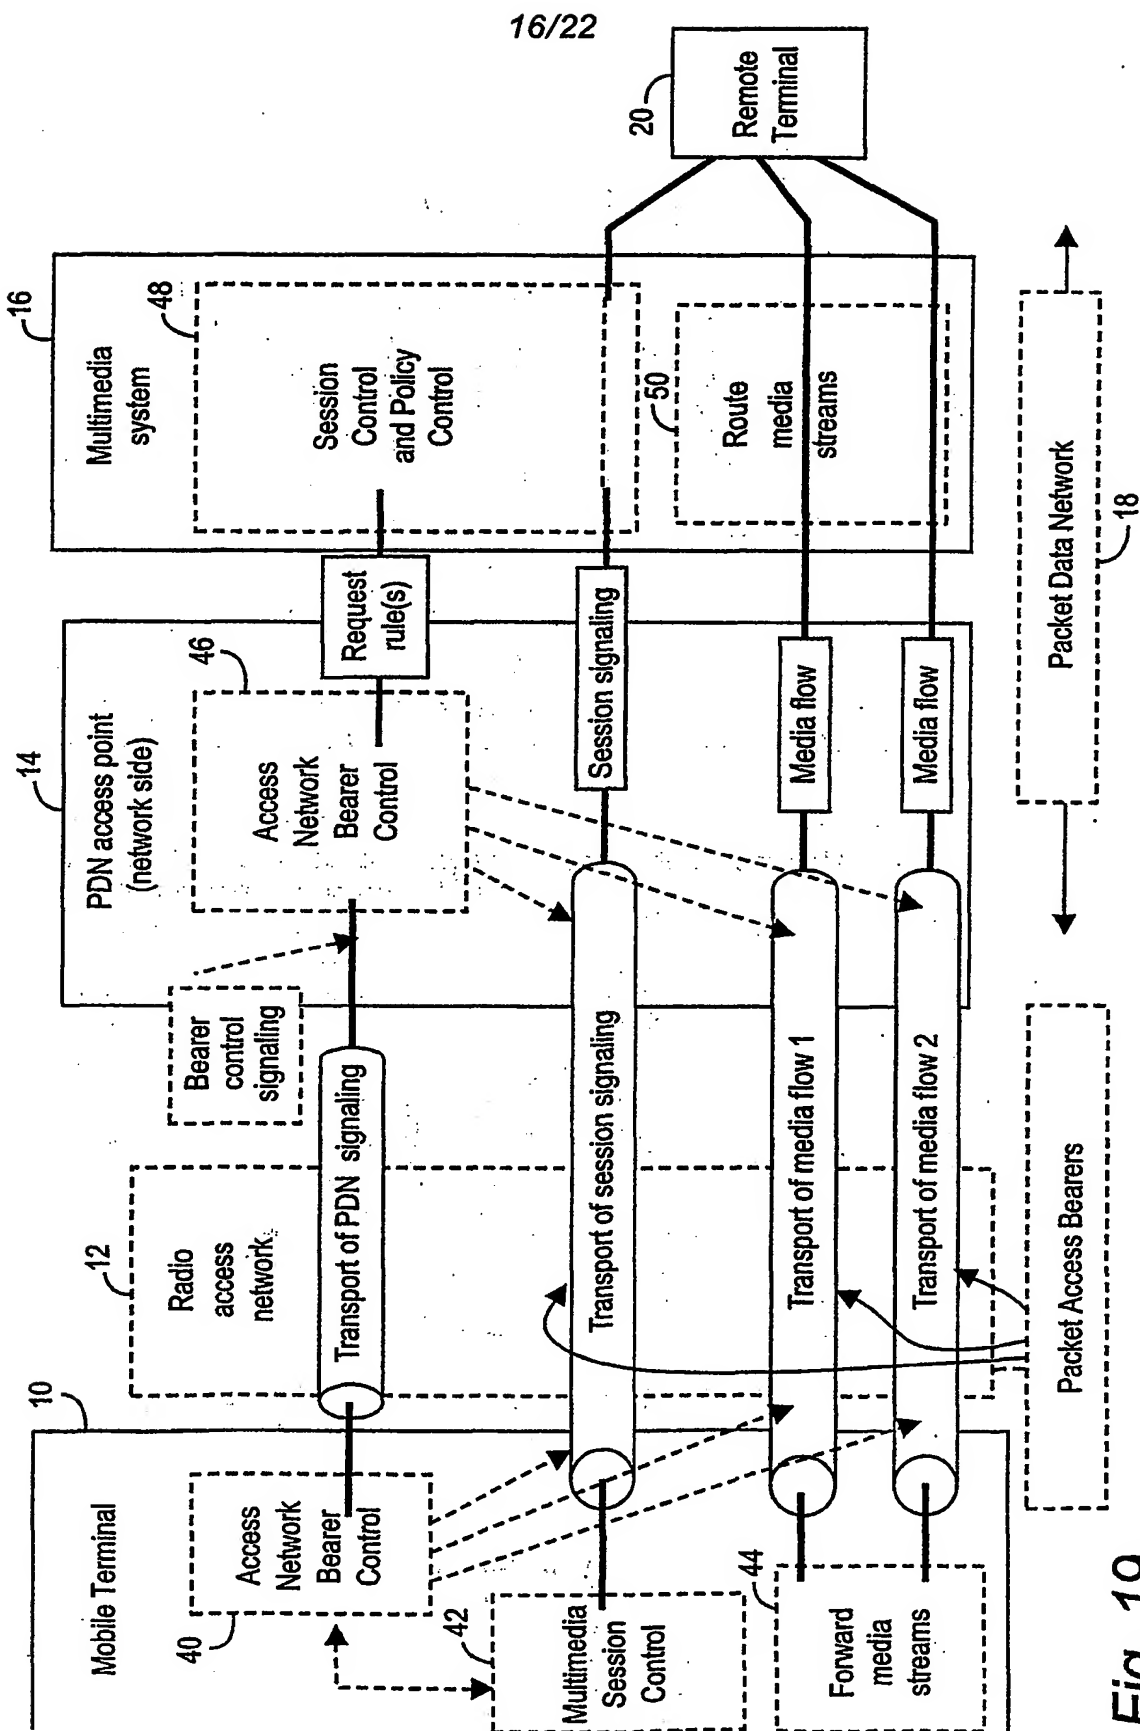 16/22
10
Mobile Terminal
40
Access
Network
Bearer
Control
42
Multimedia
Session
Control
44
Forward
media
streams
12
Radio
access
network
Transport of PDN signaling
Transport of session signaling
Transport of media flow 1
Transport of media flow 2
Packet Access Bearers
Bearer
control
signaling
14
PDN access point
(network side)
46
Access
Network
Bearer
Control
Request
rule(s)
Session signaling
Media flow
Media flow
16
Multimedia
system
48
Session
Control
and Policy
Control
50
Route
media
streams
20
Remote
Terminal
Packet Data Network
18
Fig. 19